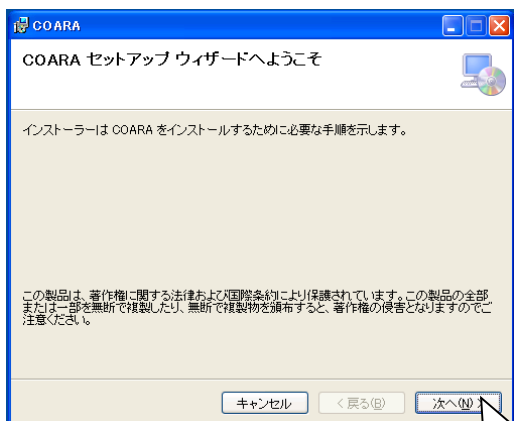 COARA
COARA セットアップ ウィザードへようこそ
インストーラーは COARA をインストールするために必要な手順を示します。
この製品は、著作権に関する法律および国際条約により保護されています。この製品の全部
または一部を無断で複製したり、無断で複製物を頒布すると、著作権の侵害となりますのでご
注意ください。
キャンセル
< 戻る(B)
次へ(N) >